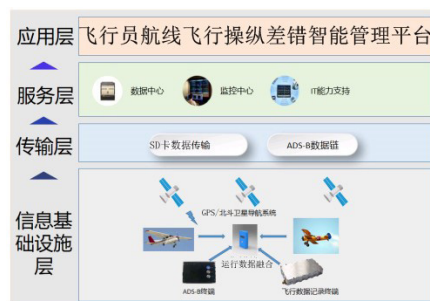 应用层 飞行员航线飞行操纵差错智能管理平台
服务层 数据中心 监控中心 IT能力支持
传输层 SD卡数据传输 ADS-B数据链
GPS/北斗卫星导航系统
信息基
础设施
层
运行数据融合
ADS-B终端 飞行数据记录终端